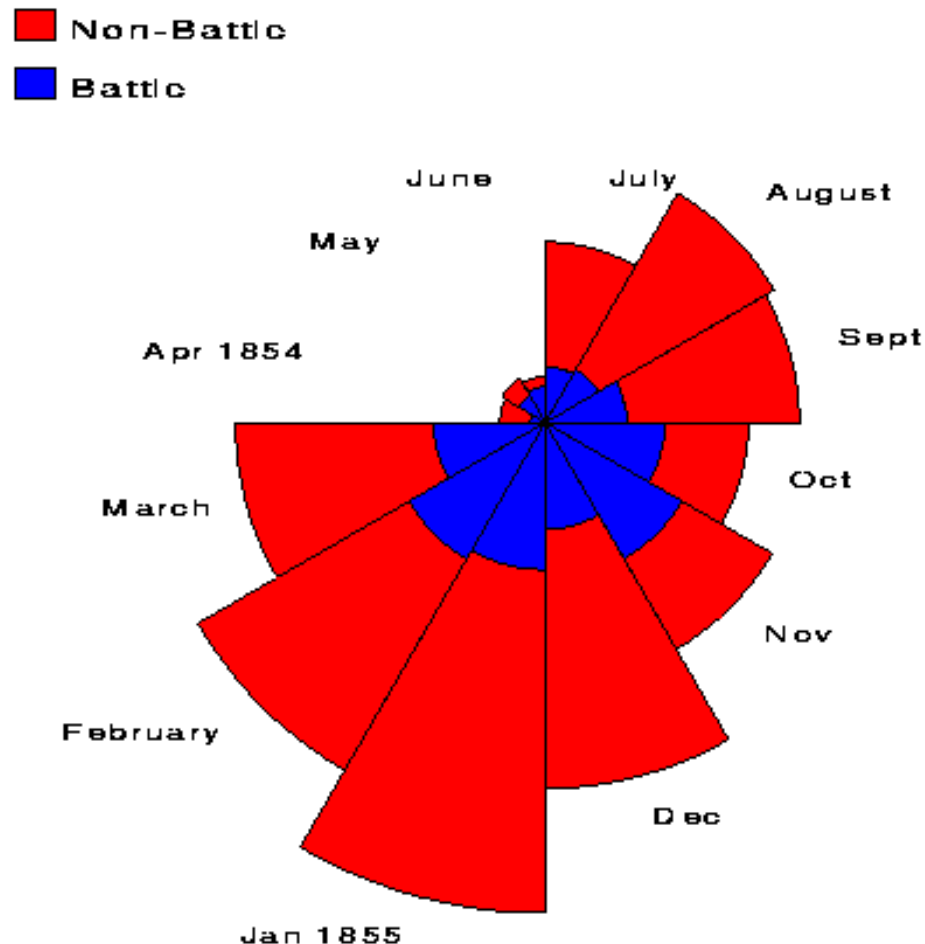 Non-Battle
Battle
June
July
August
May
Sept
Apr 1854
Oct
March
Nov
February
Dec
Jan 1855